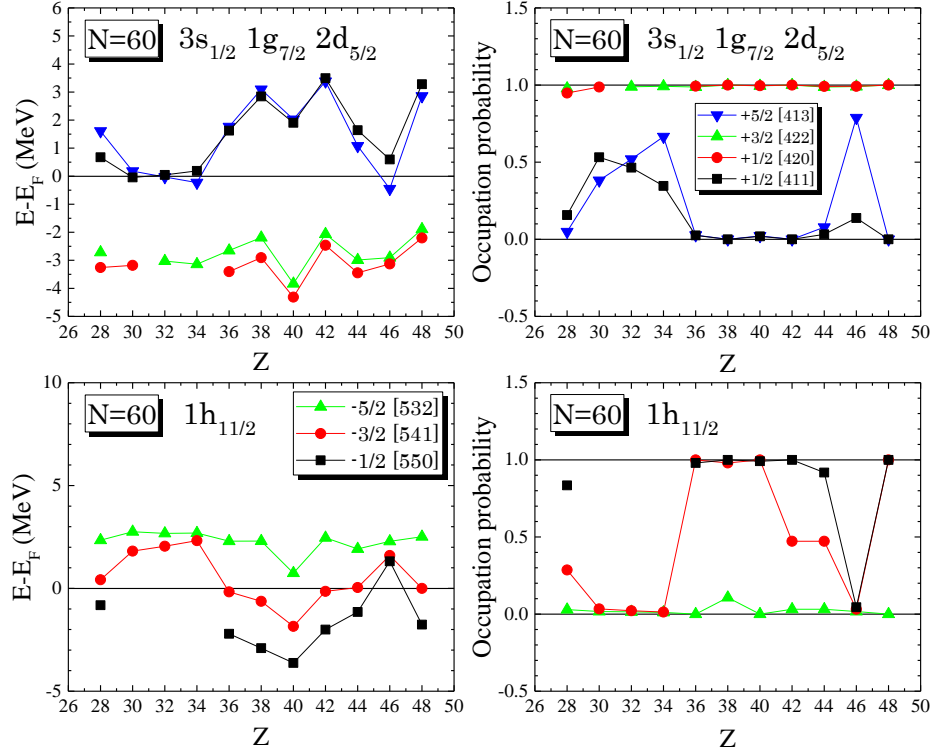 N=60 3s1/2 1g7/2 2d5/2
6
5
4
3
2
1
0
-1
-2
-3
-4
-5
E-EF (MeV)
26 28 30 32 34 36 38 40 42 44 46 48 50
Z
N=60 3s1/2 1g7/2 2d5/2
1.5
1.0
0.5
0.0
-0.5
Occupation probability
+5/2 [413]
+3/2 [422]
+1/2 [420]
+1/2 [411]
26 28 30 32 34 36 38 40 42 44 46 48 50
Z
N=60 1h11/2
10
5
0
-5
E-EF (MeV)
-5/2 [532]
-3/2 [541]
-1/2 [550]
26 28 30 32 34 36 38 40 42 44 46 48 50
Z
N=60 1h11/2
1.5
1.0
0.5
0.0
-0.5
Occupation probability
26 28 30 32 34 36 38 40 42 44 46 48 50
Z